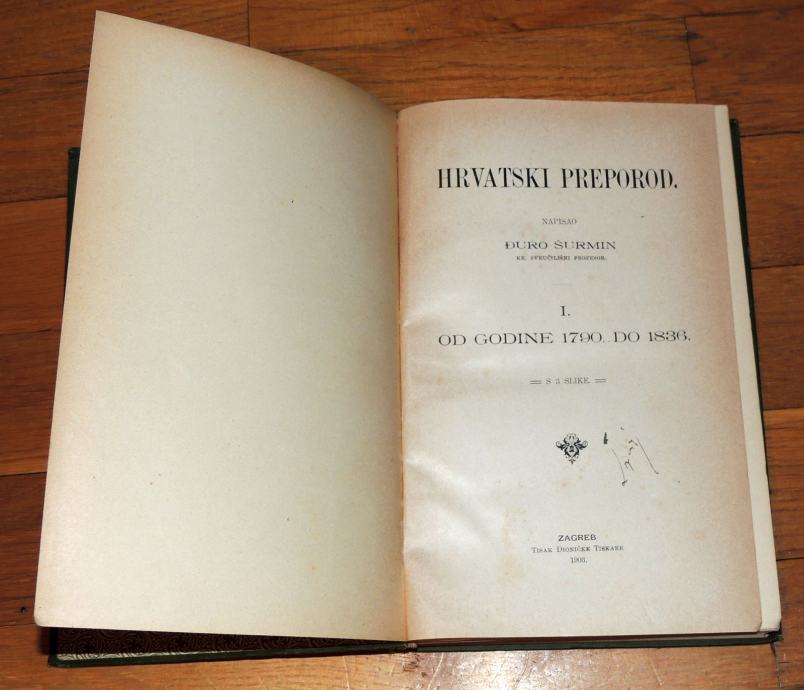 HRVATSKI PREPOROD.
NAPISAO
ĐURO ŠURMIN
KR. SVEUČILIŠNI PROFESOR.
I.
OD GODINE 1790. DO 1836.
S 3 SLIKE.
ZAGREB
TISAK DIONIČKE TISKARE
1903.